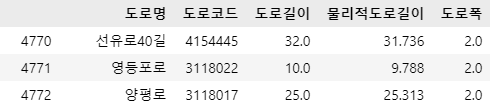 도로명 도로코드 도로길이 물리적도로길이 도로폭
4770 선유로40길 4154445 32.0 31.736 2.0
4771 영등포로 3118022 10.0 9.788 2.0
4772 양평로 3118017 25.0 25.313 2.0